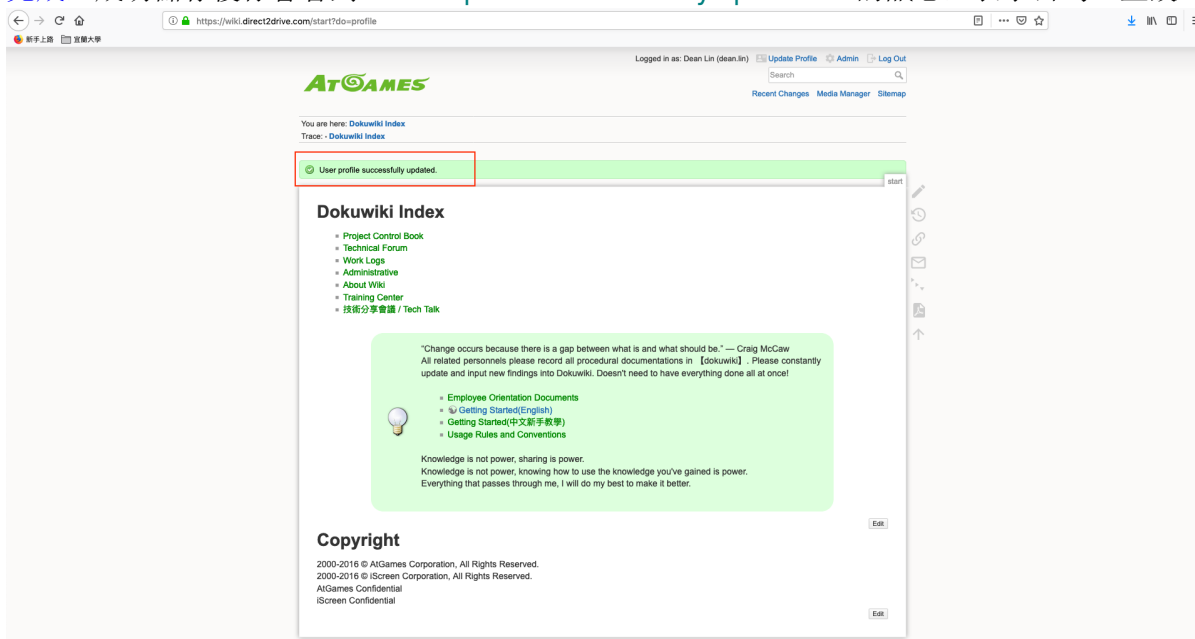 https://wiki.direct2drive.com/start?do=profile
新手上路 宜蘭大學
Logged in as: Dean Lin (dean.lin) Update Profile Admin Log Out
ATGAMES
Search
Recent Changes Media Manager Sitemap
You are here: Dokuwiki Index
Trace: • Dokuwiki Index
User profile successfully updated.
start
Dokuwiki Index
Project Control Book
Technical Forum
Work Logs
Administrative
About Wiki
Training Center
技術分享會議 / Tech Talk
"Change occurs because there is a gap between what is and what should be." — Craig McCaw
All related personnels please record all procedural documentations in 【dokuwiki】. Please constantly
update and input new findings into Dokuwiki. Doesn't need to have everything done all at once!
Employee Orientation Documents
Getting Started(English)
Getting Started(中文新手教學)
Usage Rules and Conventions
Knowledge is not power, sharing is power.
Knowledge is not power, knowing how to use the knowledge you've gained is power.
Everything that passes through me, I will do my best to make it better.
Edit
Copyright
2000-2016 © AtGames Corporation, All Rights Reserved.
2000-2016 © iScreen Corporation, All Rights Reserved.
AtGames Confidential
iScreen Confidential
Edit